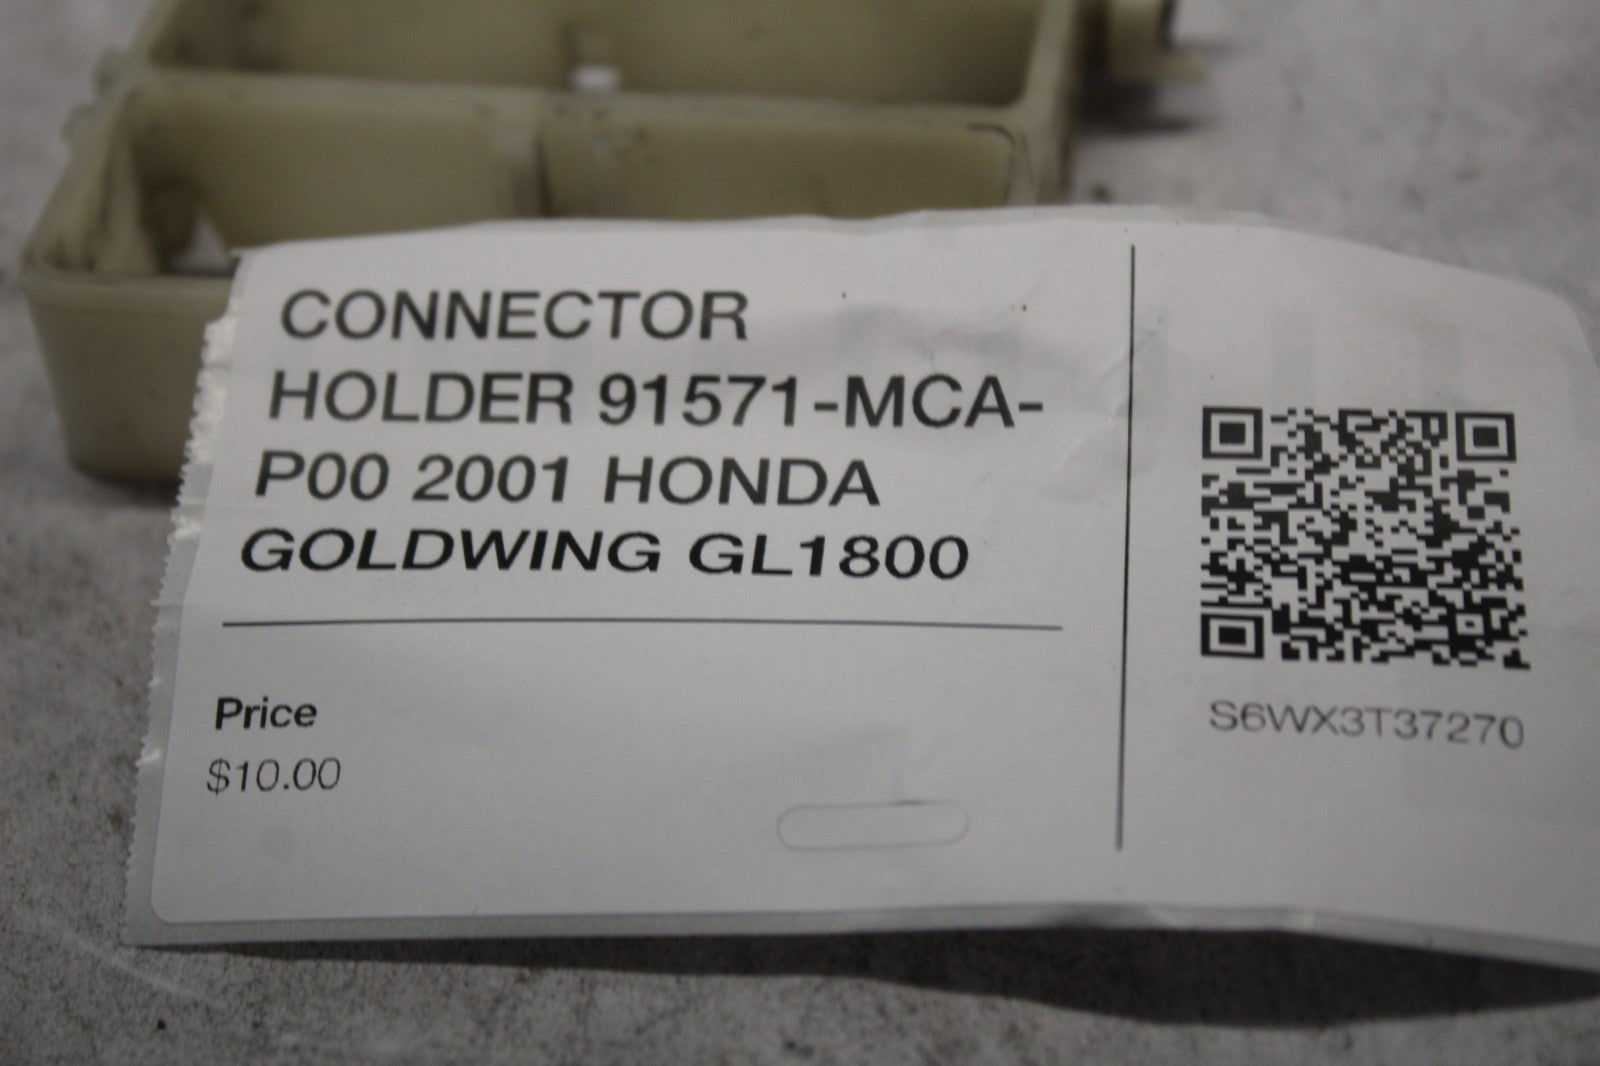 CONNECTOR
HOLDER 91571-MCA-
P00 2001 HONDA
GOLDWING GL1800
Price
$10.00
S6WX3T37270